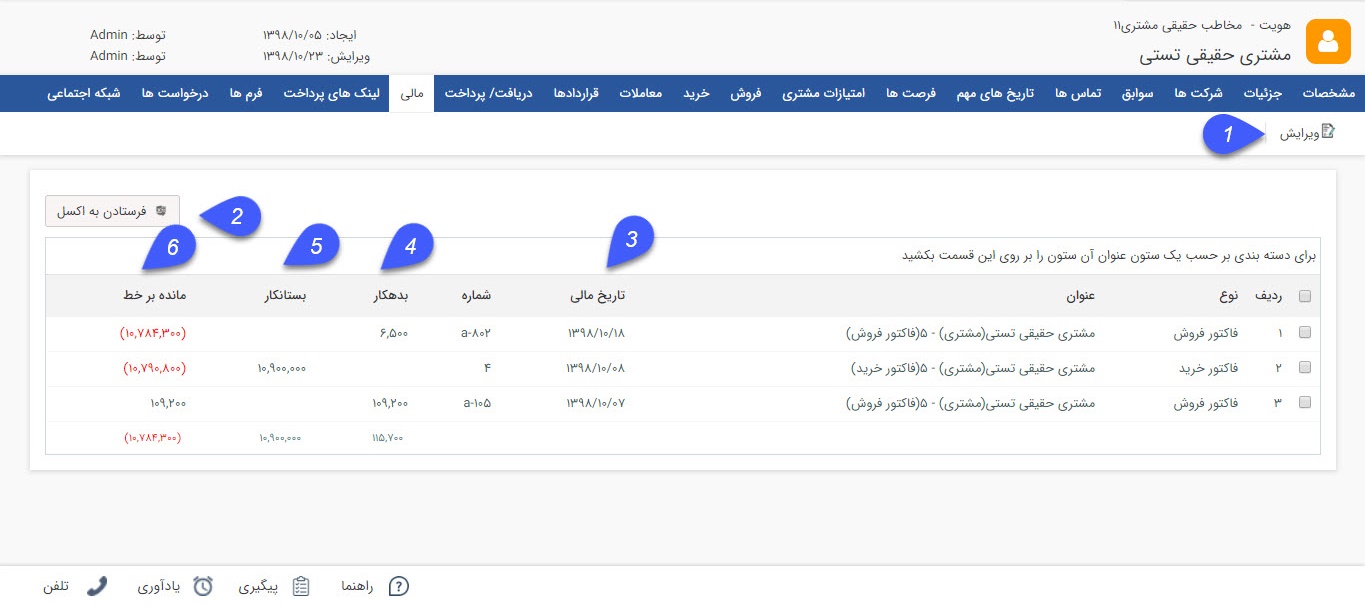 هویت - مخاطب حقیقی مشتری۱۱
مشتری حقیقی تستی
ایجاد: ۱۳۹۸/۱۰/۰۵ توسط: Admin
ویرایش: ۱۳۹۸/۱۰/۲۳ توسط: Admin
مشخصات جزئیات شرکت ها سوابق تماس ها تاریخ های مهم فرصت ها امتیازات مشتری فروش خرید معاملات قراردادها دریافت/ پرداخت مالی لینک های پرداخت فرم ها درخواست ها شبکه اجتماعی
ویرایش 1
2 فرستادن به اکسل
3 4 5 6
برای دسته بندی بر حسب یک ستون عنوان آن ستون را بر روی این قسمت بکشید
ردیف نوع عنوان تاریخ مالی شماره بدهکار بستانکار مانده بر خط
۱ فاکتور فروش مشتری حقیقی تستی(مشتری) - ۵(فاکتور فروش) ۱۳۹۸/۱۰/۱۸ a-۸۰۲ ۶,۵۰۰ (۱۰,۷۸۴,۳۰۰)
۲ فاکتور خرید مشتری حقیقی تستی(مشتری) - ۵(فاکتور خرید) ۱۳۹۸/۱۰/۰۸ ۴ ۱۰,۹۰۰,۰۰۰ (۱۰,۷۹۰,۸۰۰)
۳ فاکتور فروش مشتری حقیقی تستی(مشتری) - ۵(فاکتور فروش) ۱۳۹۸/۱۰/۰۷ a-۱۰۵ ۱۰۹,۲۰۰ ۱۰۹,۲۰۰
۱۱۵,۷۰۰ ۱۰,۹۰۰,۰۰۰ (۱۰,۷۸۴,۳۰۰)
راهنما پیگیری یادآوری تلفن